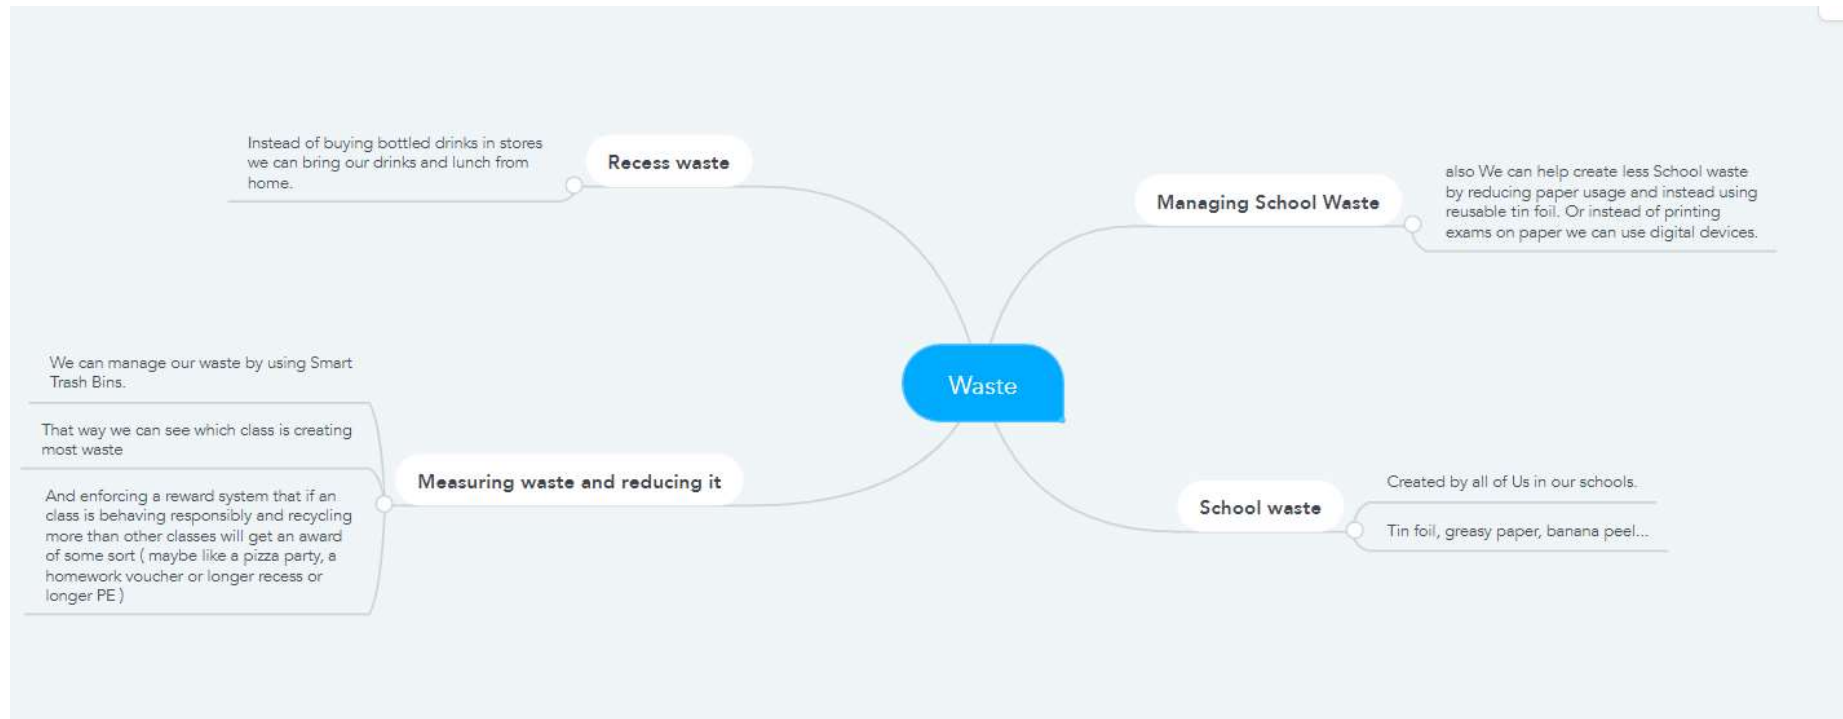 Instead of buying bottled drinks in stores
we can bring our drinks and lunch from
home.
Recess waste
Managing School Waste
also We can help create less School waste
by reducing paper usage and instead using
reusable tin foil. Or instead of printing
exams on paper we can use digital devices.
Waste
We can manage our waste by using Smart
Trash Bins.
That way we can see which class is creating
most waste
And enforcing a reward system that if an
class is behaving responsibly and recycling
more than other classes will get an award
of some sort ( maybe like a pizza party, a
homework voucher or longer recess or
longer PE )
Measuring waste and reducing it
School waste
Created by all of Us in our schools.
Tin foil, greasy paper, banana peel...